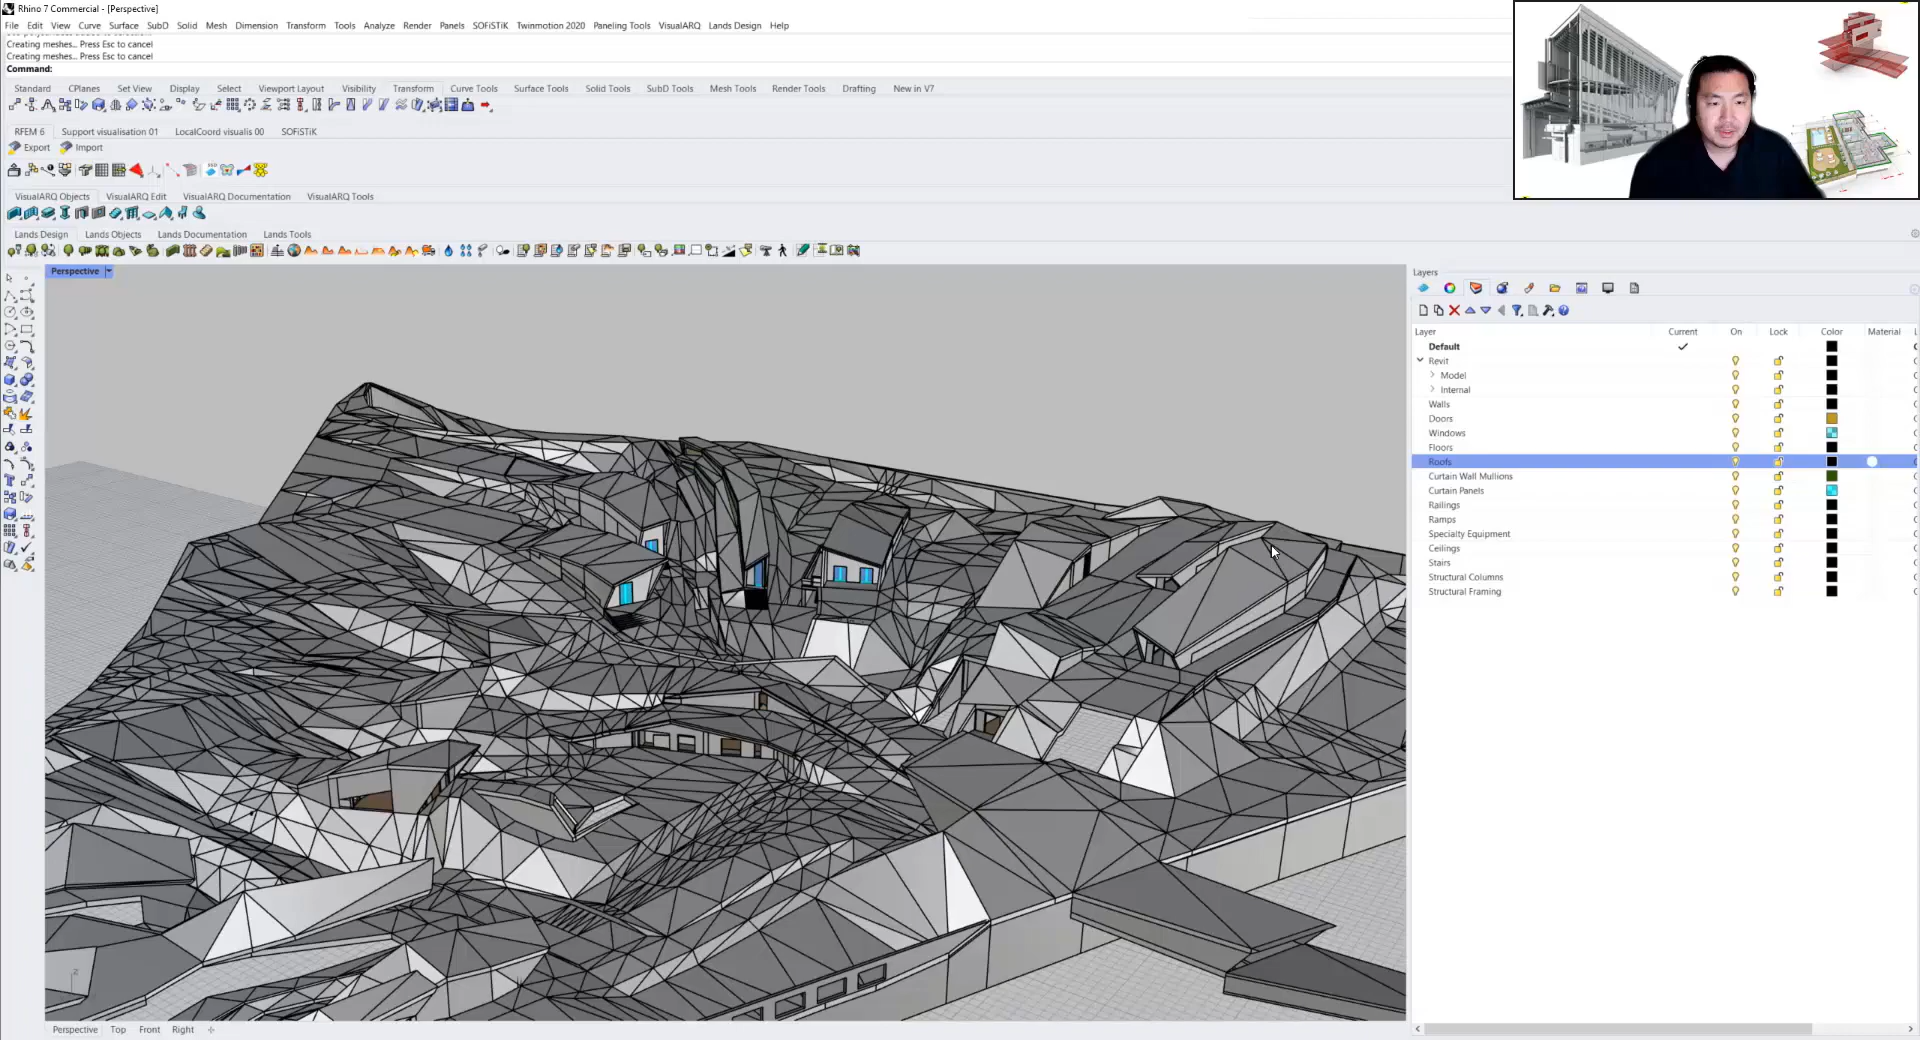 Rhino 7 Commercial - [Perspective]
File Edit View Curve Surface SubD Solid Mesh Dimension Transform Tools Analyze Render Panels SOFiSTiK Twinmotion 2020 Paneling Tools VisualARQ Lands Design Help
Creating meshes... Press Esc to cancel
Creating meshes... Press Esc to cancel
Command:
Standard CPlanes Set View Display Select Viewport Layout Visibility Transform Curve Tools Surface Tools Solid Tools SubD Tools Mesh Tools Render Tools Drafting New in V7
RFEM 6 Support visualisation 01 LocalCoord visualis 00 SOFiSTiK
Export Import
VisualARQ Objects VisualARQ Edit VisualARQ Documentation VisualARQ Tools
Lands Design Lands Objects Lands Documentation Lands Tools
Perspective
Layers
Layer Current On Lock Color Material
Default
Revit
Model
Internal
Walls
Doors
Windows
Floors
Roofs
Curtain Wall Mullions
Curtain Panels
Railings
Ramps
Specialty Equipment
Ceilings
Stairs
Structural Columns
Structural Framing
z
Perspective Top Front Right